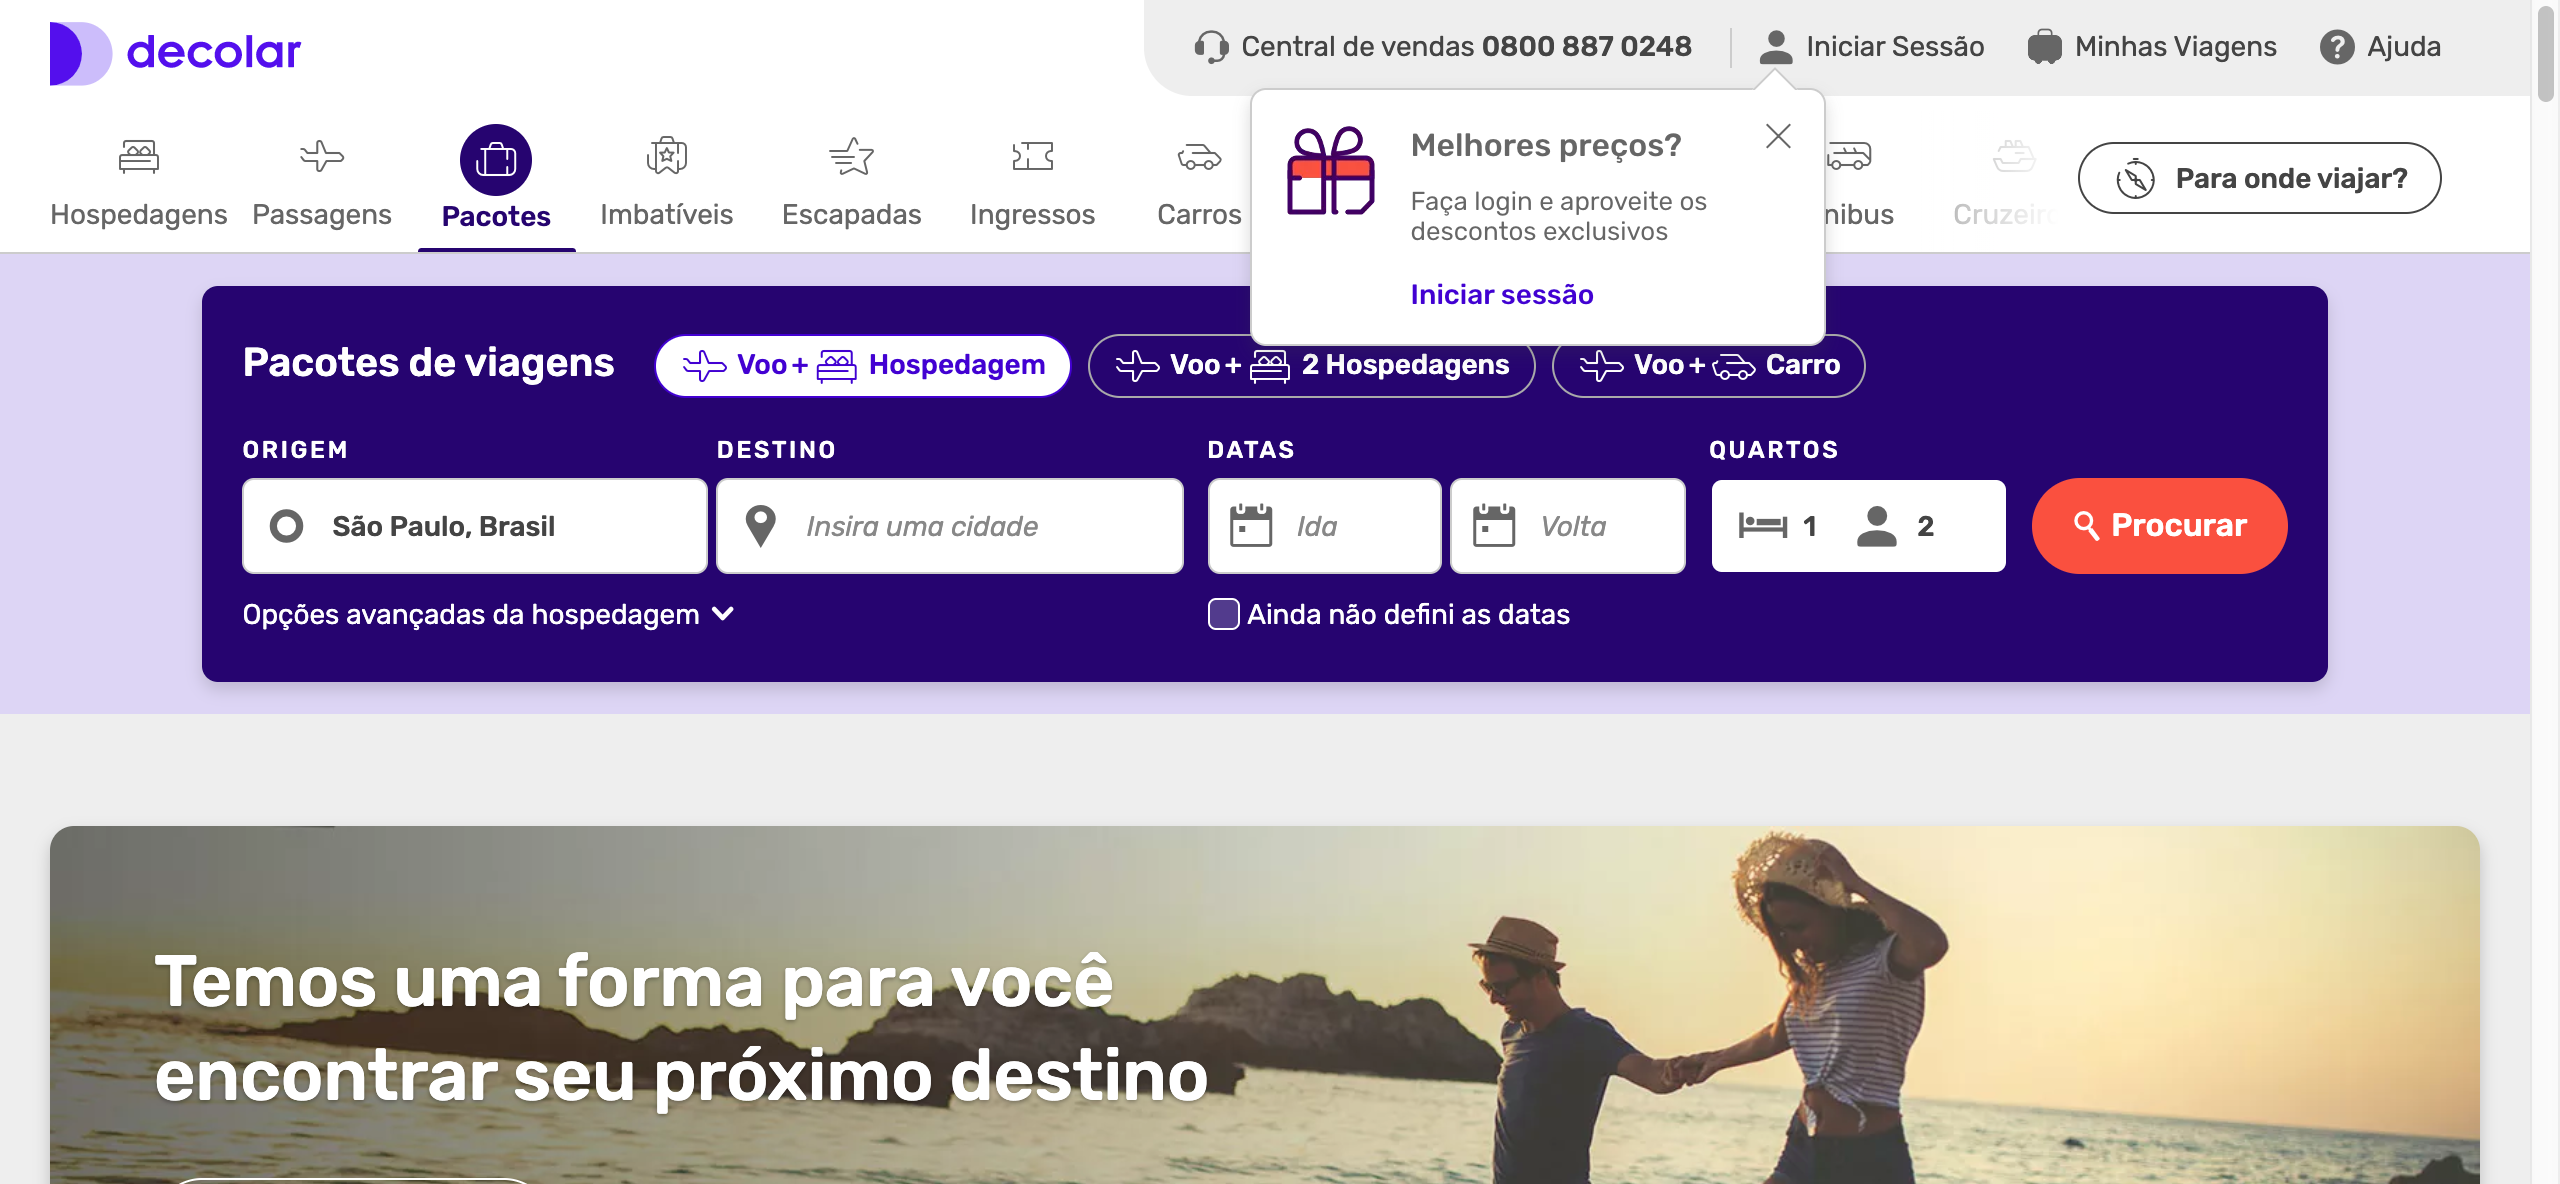 decolar
Central de vendas 0800 887 0248
Iniciar Sessão
Minhas Viagens
? Ajuda
Hospedagens
Passagens
Pacotes
Imbatíveis
Escapadas
Ingressos
Carros
nibus
Cruzeiro
Para onde viajar?
Melhores preços?
Faça login e aproveite os
descontos exclusivos
Iniciar sessão
Pacotes de viagens
Voo + Hospedagem
Voo + 2 Hospedagens
Voo + Carro
ORIGEM
DESTINO
DATAS
QUARTOS
São Paulo, Brasil
Insira uma cidade
Ida
Volta
1
2
Procurar
Opções avançadas da hospedagem
Ainda não defini as datas
Temos uma forma para você
encontrar seu próximo destino